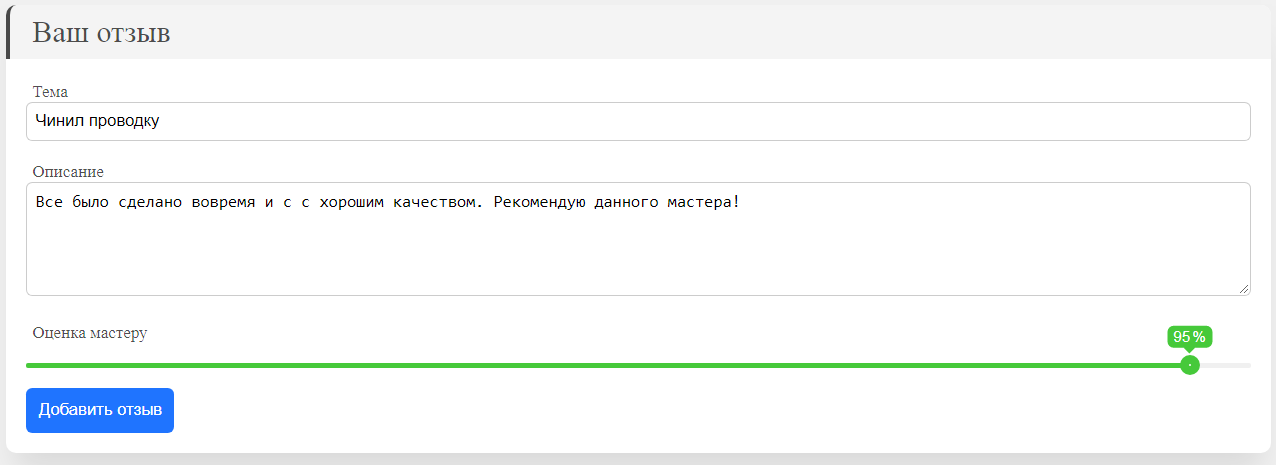 Ваш отзыв
Тема
Чинил проводку
Описание
Все было сделано вовремя и с с хорошим качеством. Рекомендую данного мастера!
Оценка мастеру
95%
Добавить отзыв